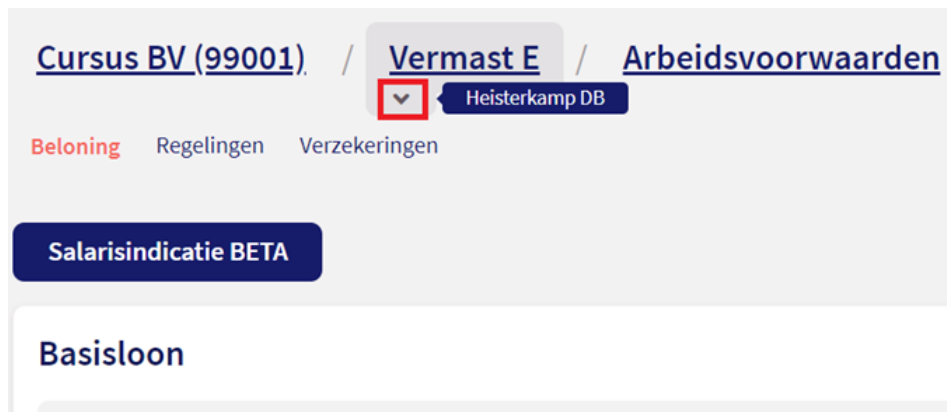 Cursus BV (99001) / Vermast E / Arbeidsvoorwaarden
Heisterkamp DB
Beloning Regelingen Verzekeringen
Salarisindicatie BETA
Basisloon